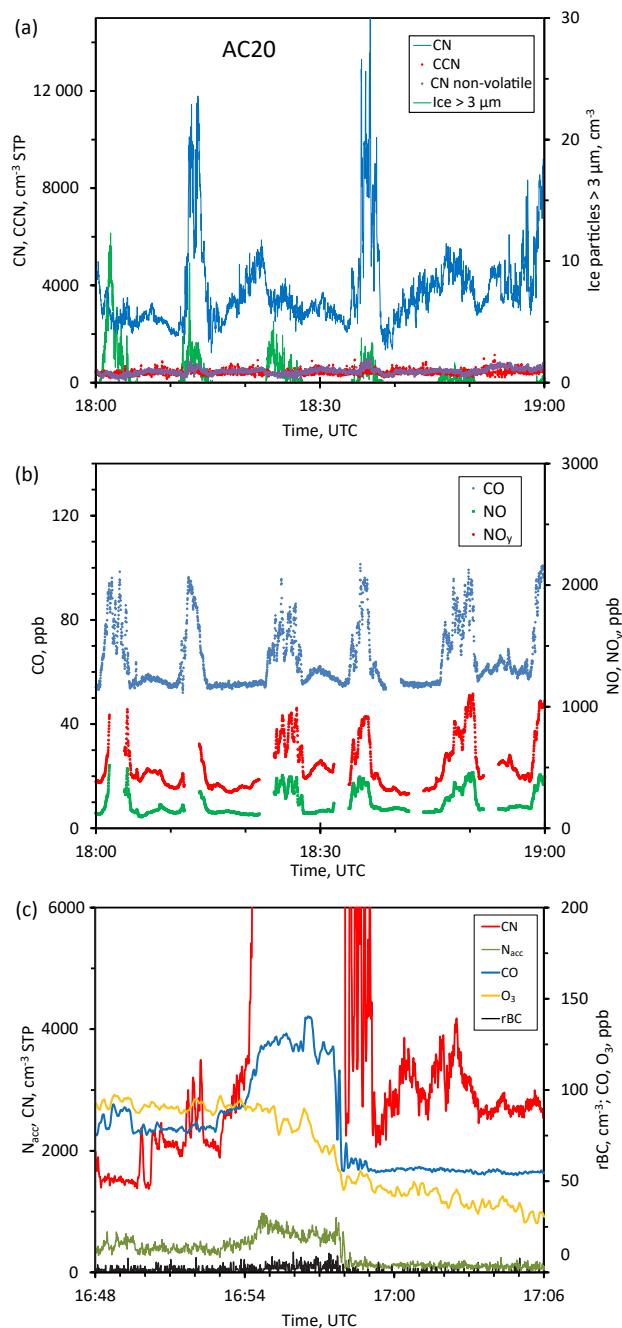 (a)
AC20
CN
CCN
CN non-volatile
Ice > 3 µm
CN, CCN, cm⁻³ STP
12 000
8000
4000
0
Ice particles > 3 µm, cm⁻³
30
20
10
0
18:00
18:30
19:00
Time, UTC
(b)
CO
NO
NOy
CO, ppb
120
80
40
0
NO, NOy, ppb
3000
2000
1000
0
18:00
18:30
19:00
Time, UTC
(c)
CN
Nacc
CO
O3
rBC
Nacc, CN, cm⁻³ STP
6000
4000
2000
0
rBC, cm⁻³; CO, O3, ppb
200
150
100
50
0
16:48
16:54
17:00
17:06
Time, UTC